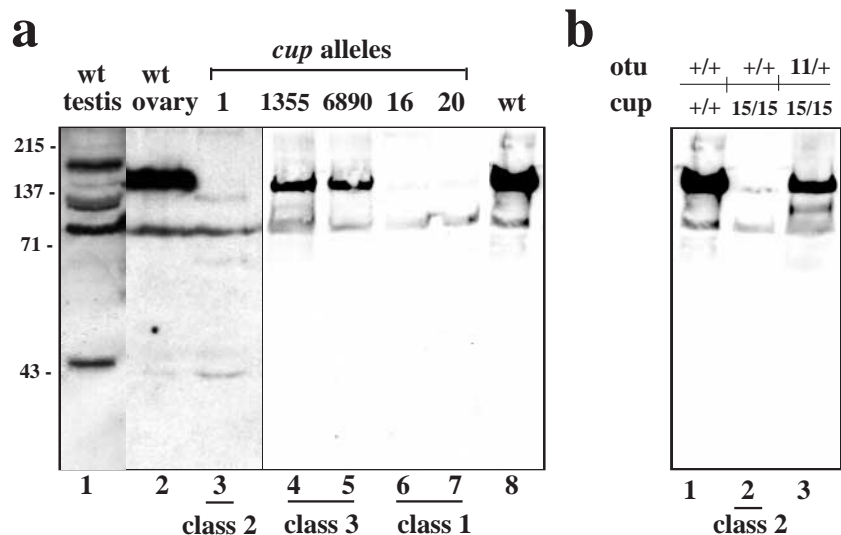 a
b
cup alleles
wt testis
wt ovary
1
1355
6890
16
20
wt
215 -
137 -
71 -
43 -
1 2 3 4 5 6 7 8
class 2 class 3 class 1
otu +/+ +/+ 11/+
cup +/+ 15/15 15/15
1 2 3
class 2